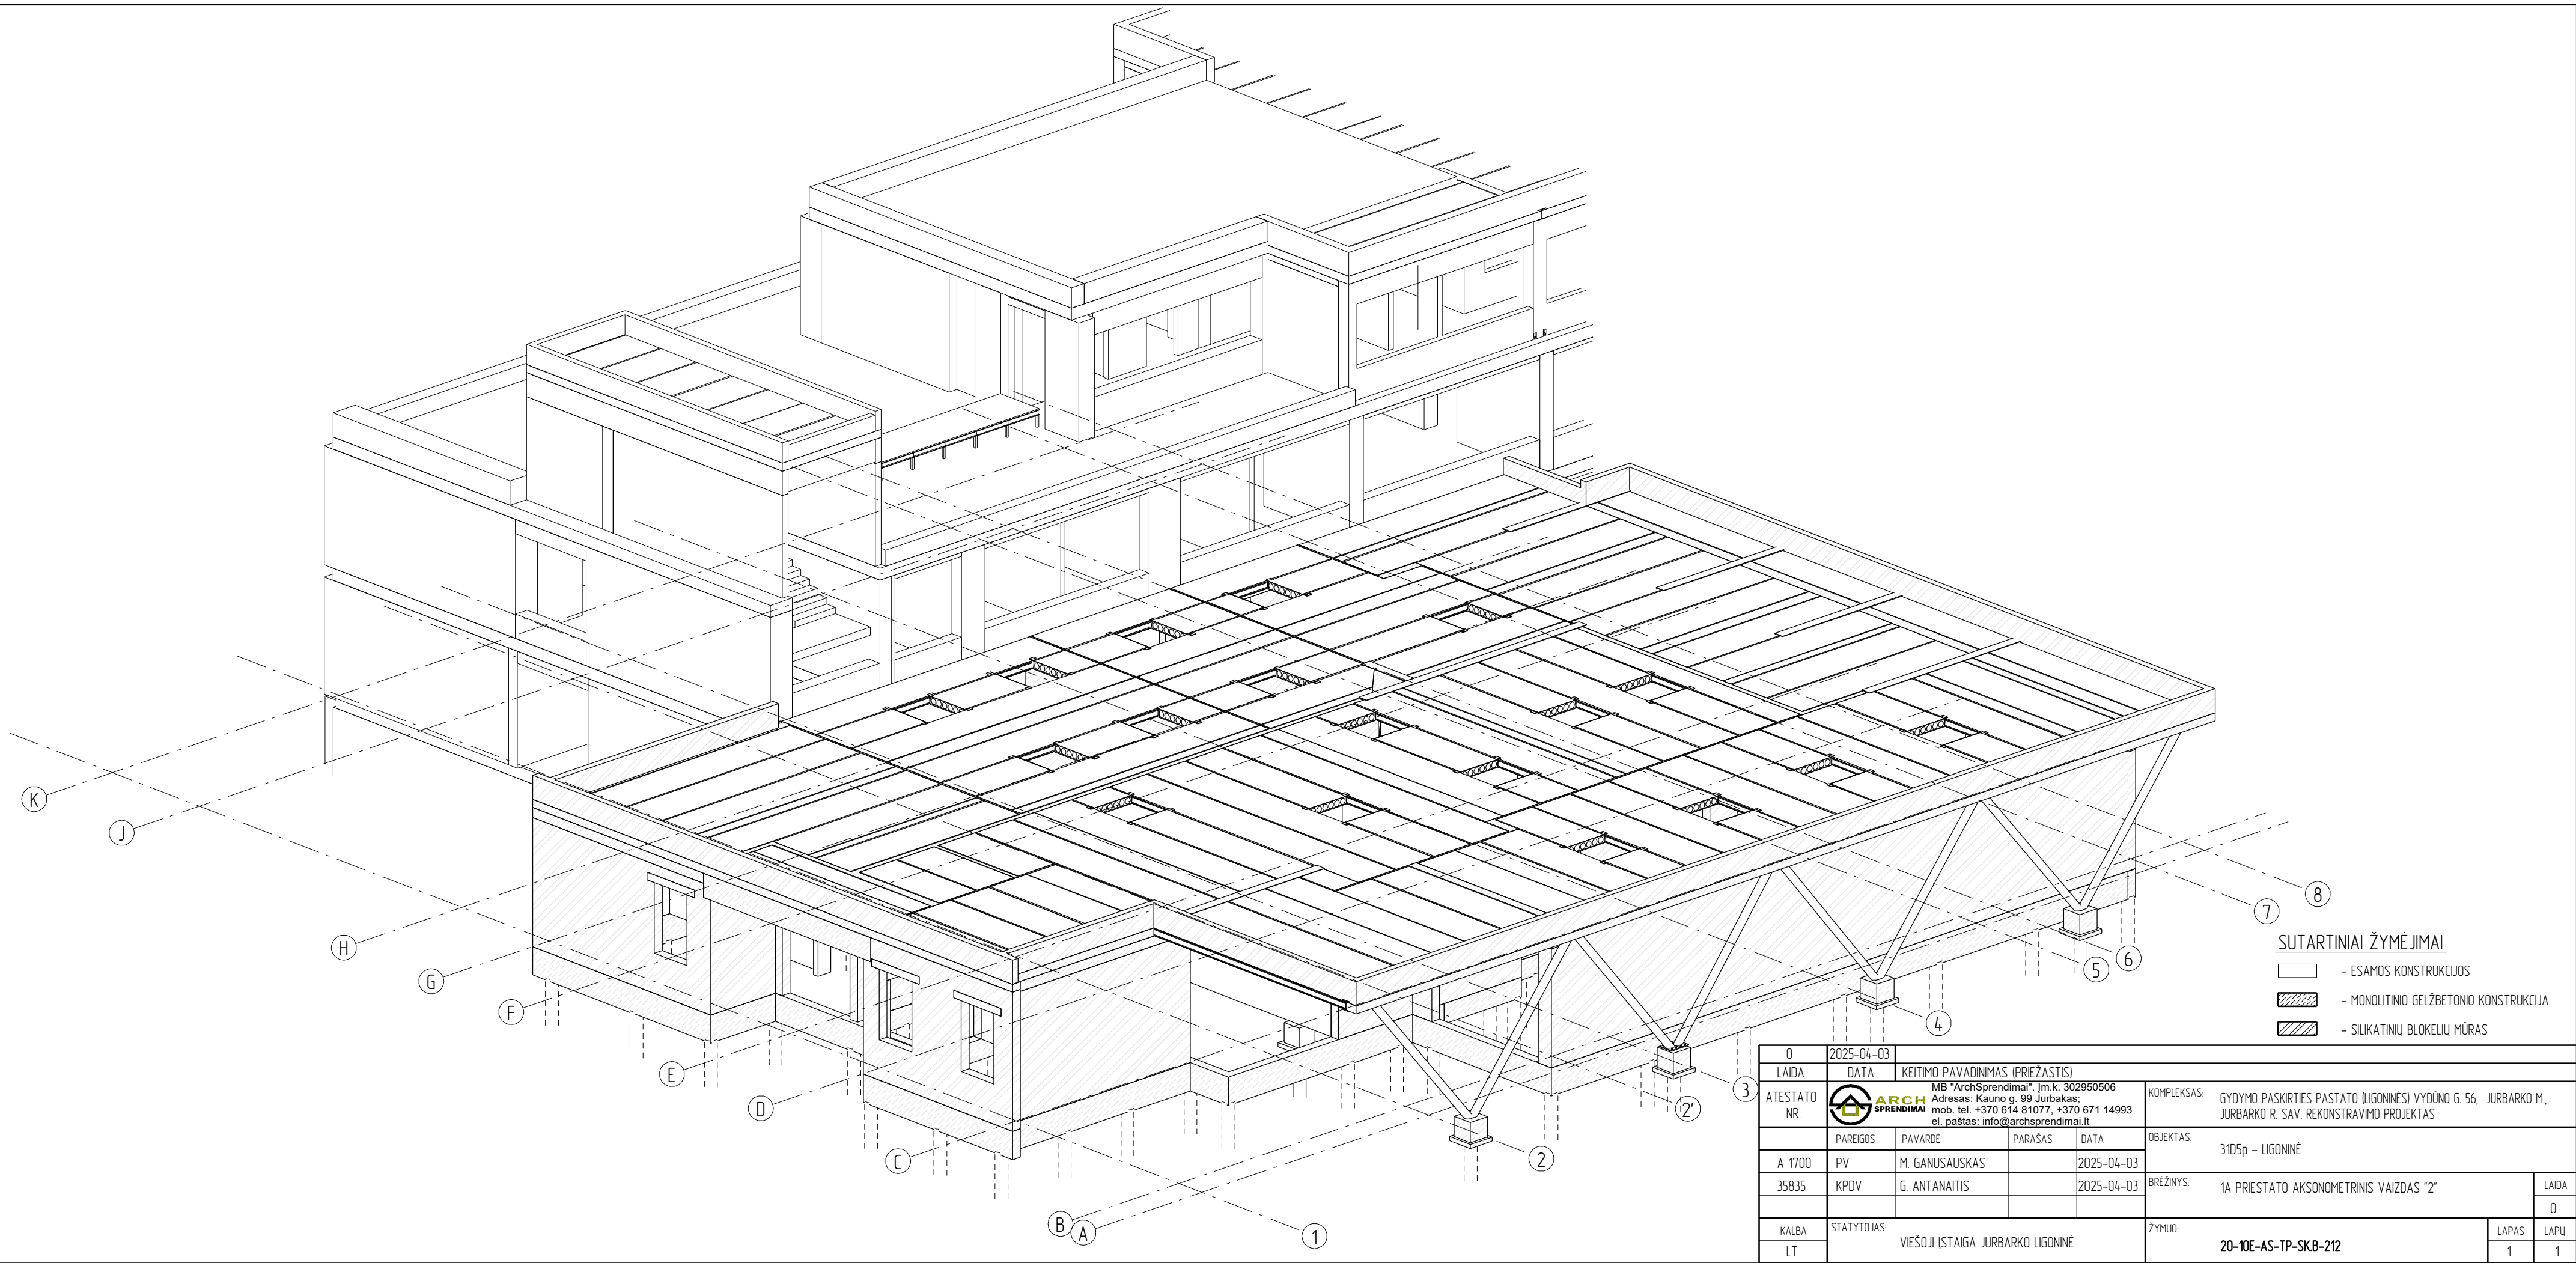 K
J
H
G
F
E
D
C
B
A
1
2
2'
3
4
5
6
7
8
SUTARTINIAI ŽYMĖJIMAI
- ESAMOS KONSTRUKCIJOS
- MONOLITINIO GELŽBETONIO KONSTRUKCIJA
- SILIKATINIŲ BLOKELIŲ MŪRAS
0 2025-04-03
LAIDA DATA KEITIMO PAVADINIMAS (PRIEŽASTIS)
ATESTATO NR.
ARCH SPRENDIMAI
MB "ArchSprendimai". Įm.k. 302950506
Adresas: Kauno g. 99 Jurbakas;
mob. tel. +370 614 81077, +370 671 14993
el. paštas: info@archsprendimai.lt
KOMPLEKSAS: GYDYMO PASKIRTIES PASTATO (LIGONINĖS) VYDŪNO G. 56, JURBARKO M.,
JURBARKO R. SAV. REKONSTRAVIMO PROJEKTAS
PAREIGOS PAVARDĖ PARAŠAS DATA
OBJEKTAS: 31D5p - LIGONINĖ
A 1700 PV M. GANUSAUSKAS 2025-04-03
35835 KPDV G. ANTANAITIS 2025-04-03
BRĖŽINYS: 1A PRIESTATO AKSONOMETRINIS VAIZDAS "2"
LAIDA
0
KALBA
LT
STATYTOJAS: VIEŠOJI ĮSTAIGA JURBARKO LIGONINĖ
ŽYMUO: 20-10E-AS-TP-SK.B-212
LAPAS LAPŲ
1 1